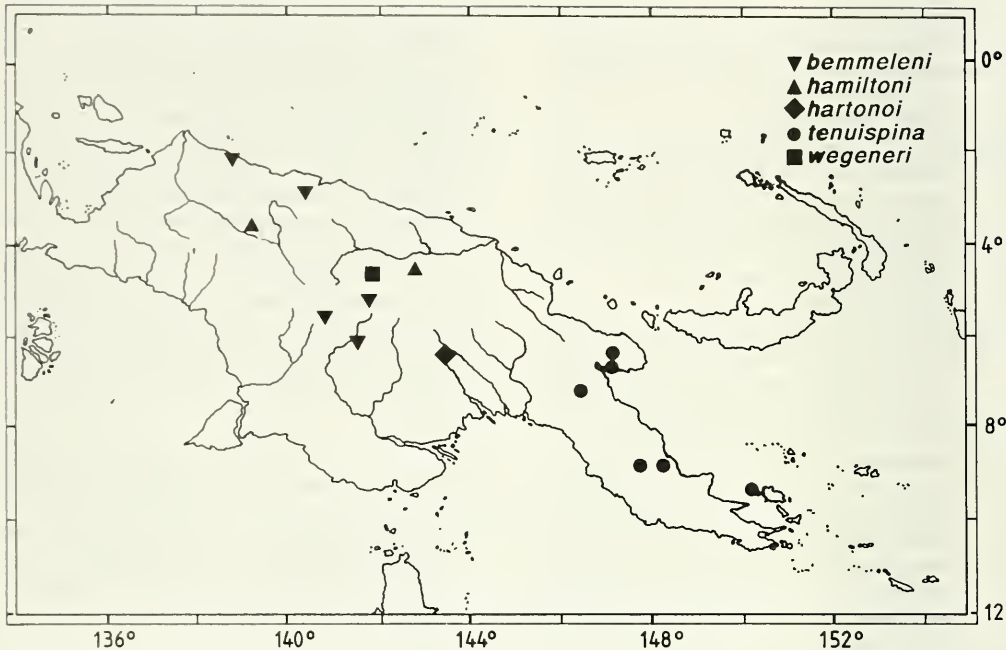 ▼ bemmeleni
▲ hamiltoni
◆ hartonoi
● tenuispina
■ wegeneri
0°
4°
8°
12
136°
140°
144°
148°
152°